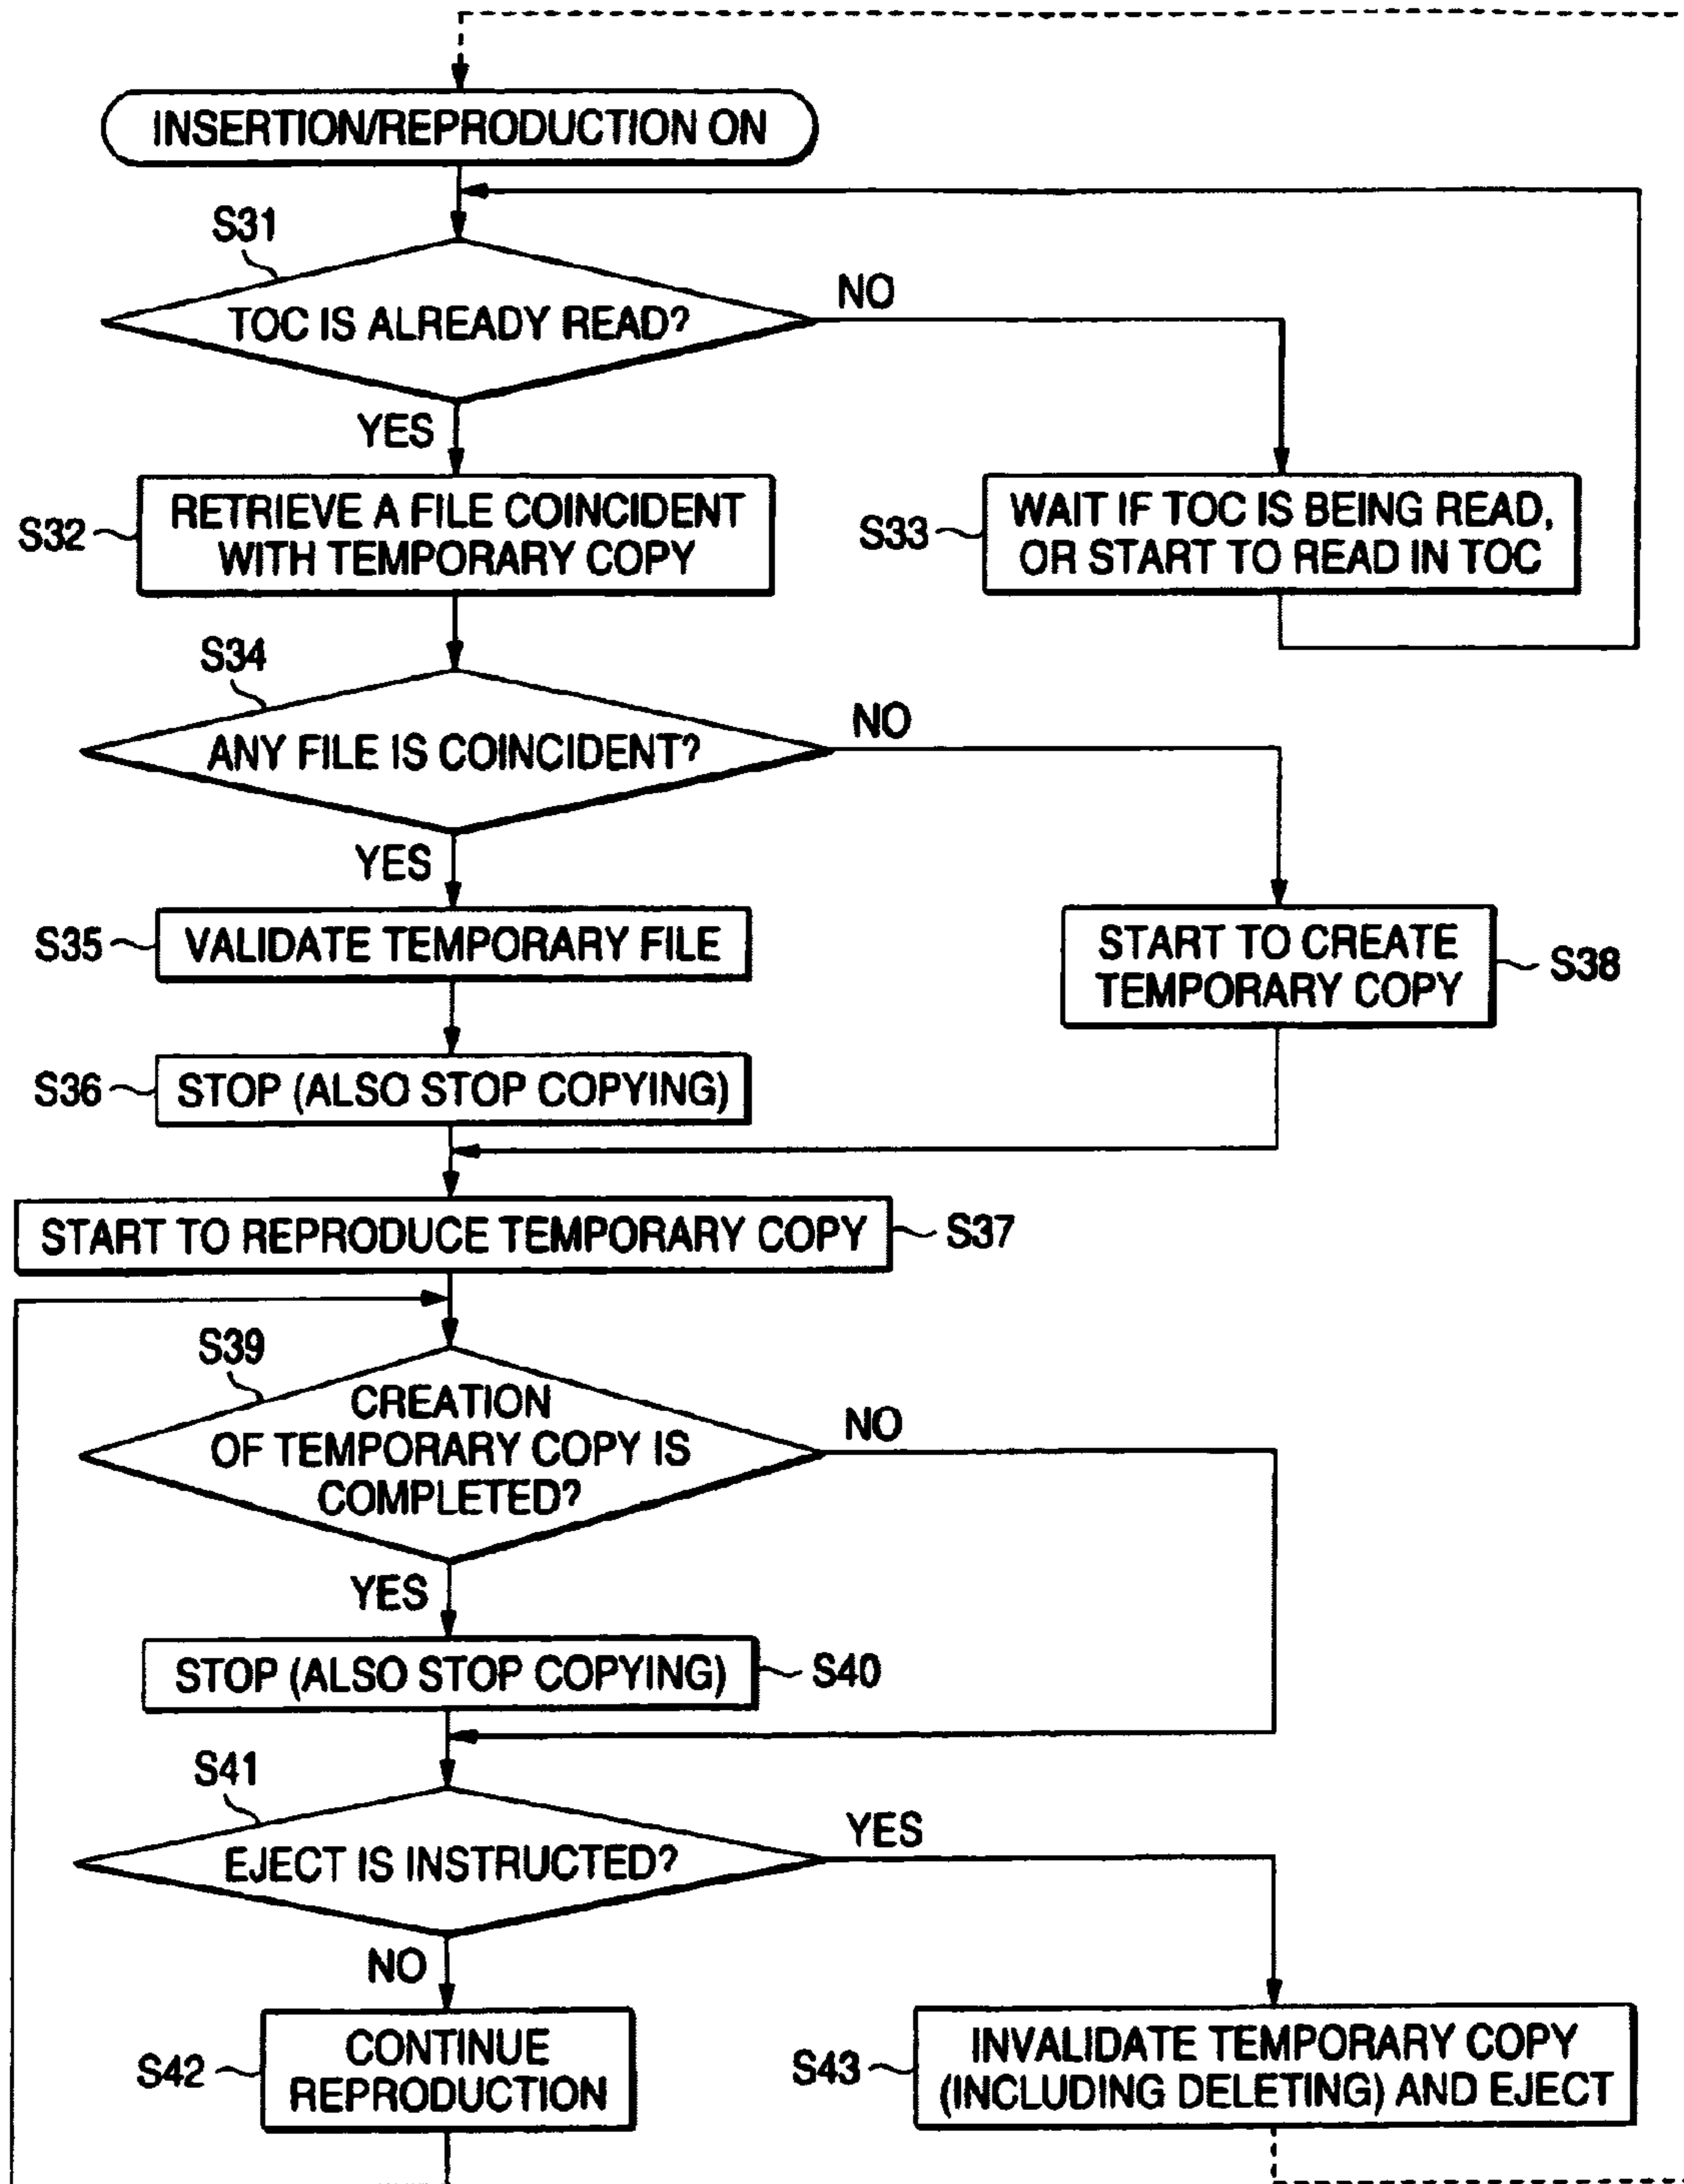 INSERTION/REPRODUCTION ON
S31
TOC IS ALREADY READ?
NO
YES
S32
RETRIEVE A FILE COINCIDENT
WITH TEMPORARY COPY
S33
WAIT IF TOC IS BEING READ,
OR START TO READ IN TOC
S34
ANY FILE IS COINCIDENT?
NO
YES
S35
VALIDATE TEMPORARY FILE
START TO CREATE
TEMPORARY COPY
S38
S36
STOP (ALSO STOP COPYING)
START TO REPRODUCE TEMPORARY COPY
S37
S39
CREATION
OF TEMPORARY COPY IS
COMPLETED?
NO
YES
STOP (ALSO STOP COPYING)
S40
S41
EJECT IS INSTRUCTED?
YES
NO
S42
CONTINUE
REPRODUCTION
S43
INVALIDATE TEMPORARY COPY
(INCLUDING DELETING) AND EJECT